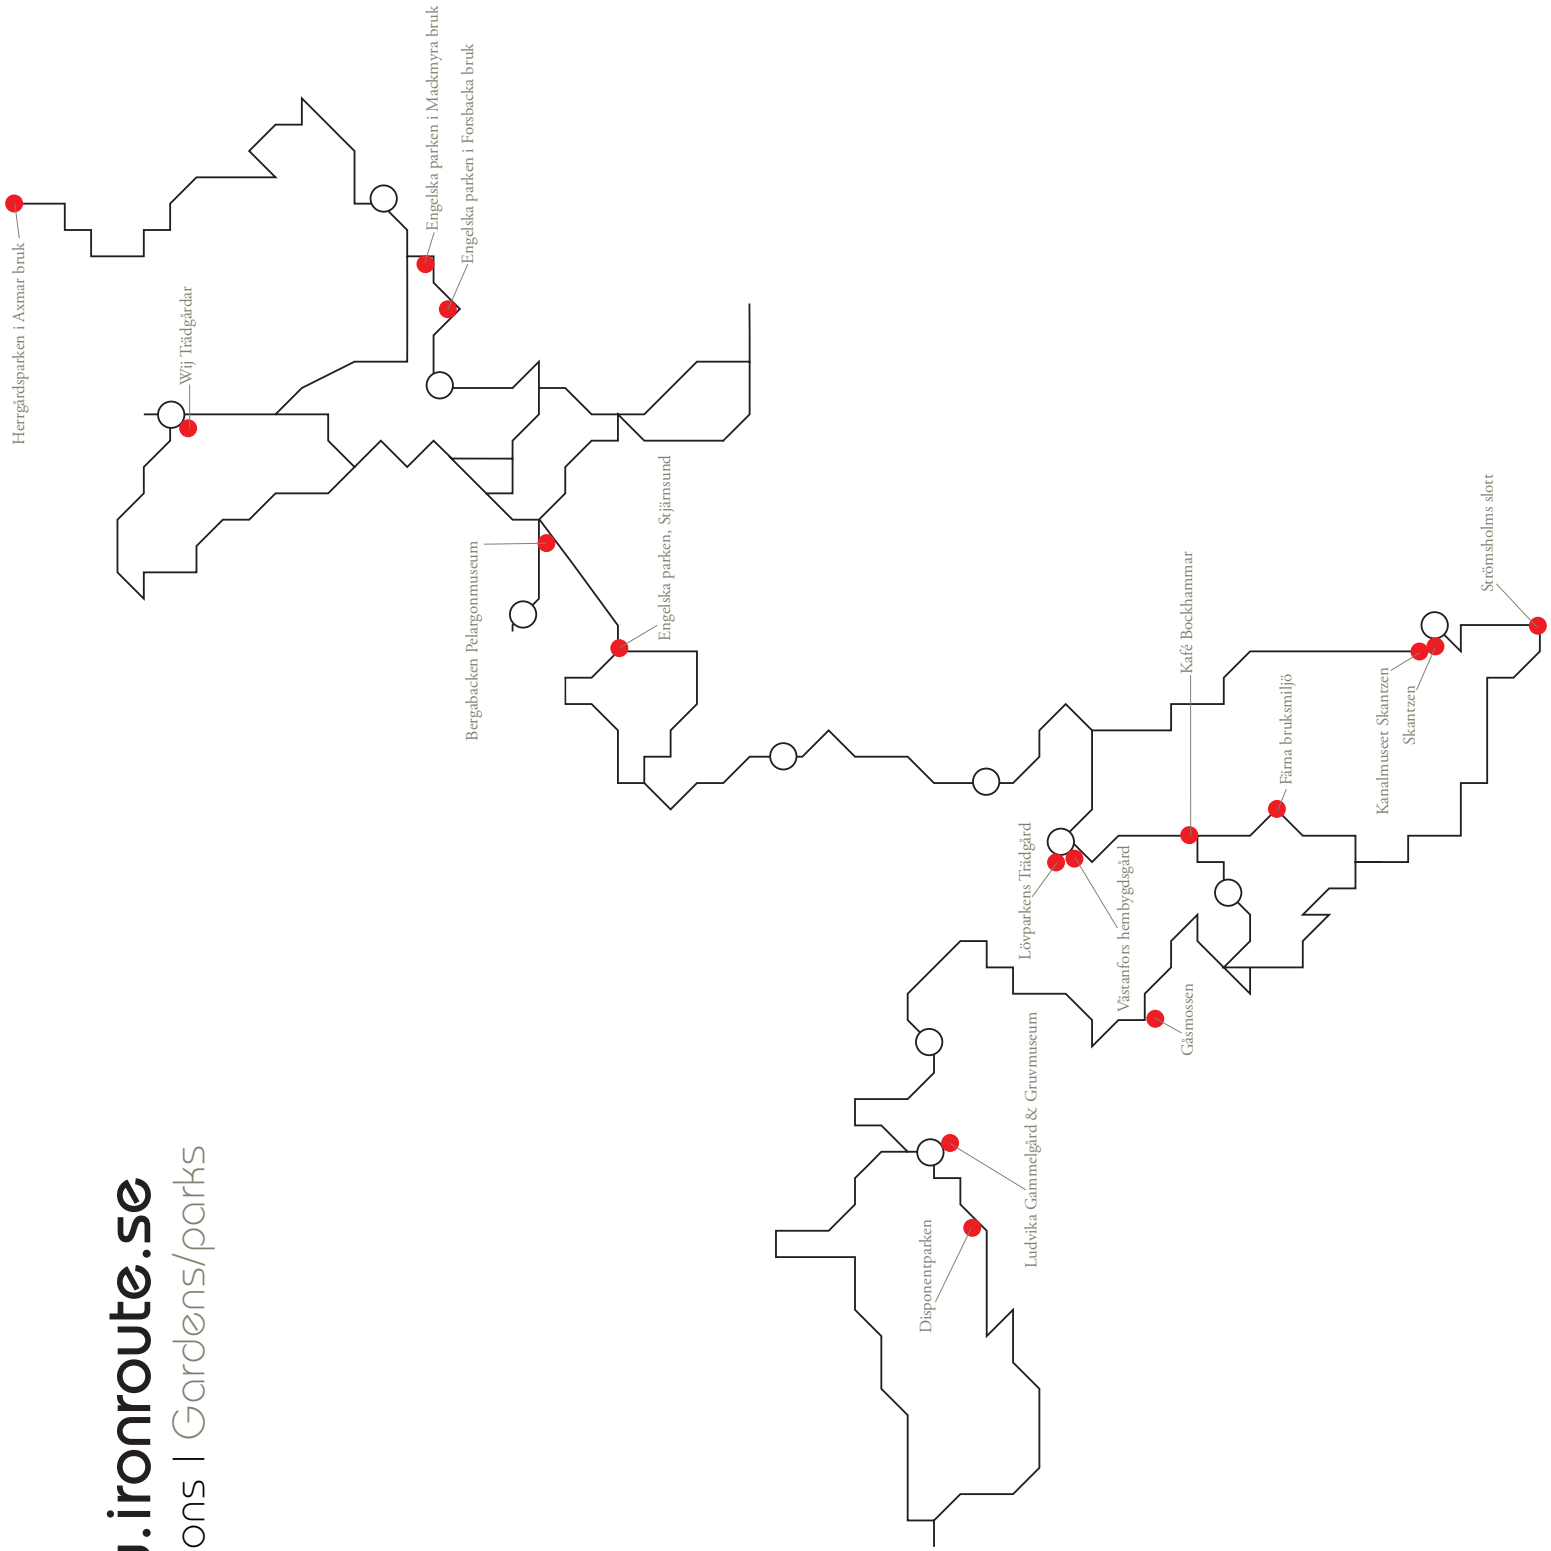 .ironroute.se
ons | Gardens/parks
Herrgårdsparken i Axmar bruk
Wij Trädgårdar
Engelska parken i Mackmyra bruk
Engelska parken i Forsbacka bruk
Bergabacken Pelargonmuseum
Engelska parken, Stjärnsund
Disponentparken
Ludvika Gammelgård & Gruvmuseum
Lövparkens Trädgård
Västanfors hembygdsgård
Gåsmossen
Kafé Bockhammar
Färna bruksmiljö
Kanalmuseet Skantzen
Skantzen
Strömsholms slott